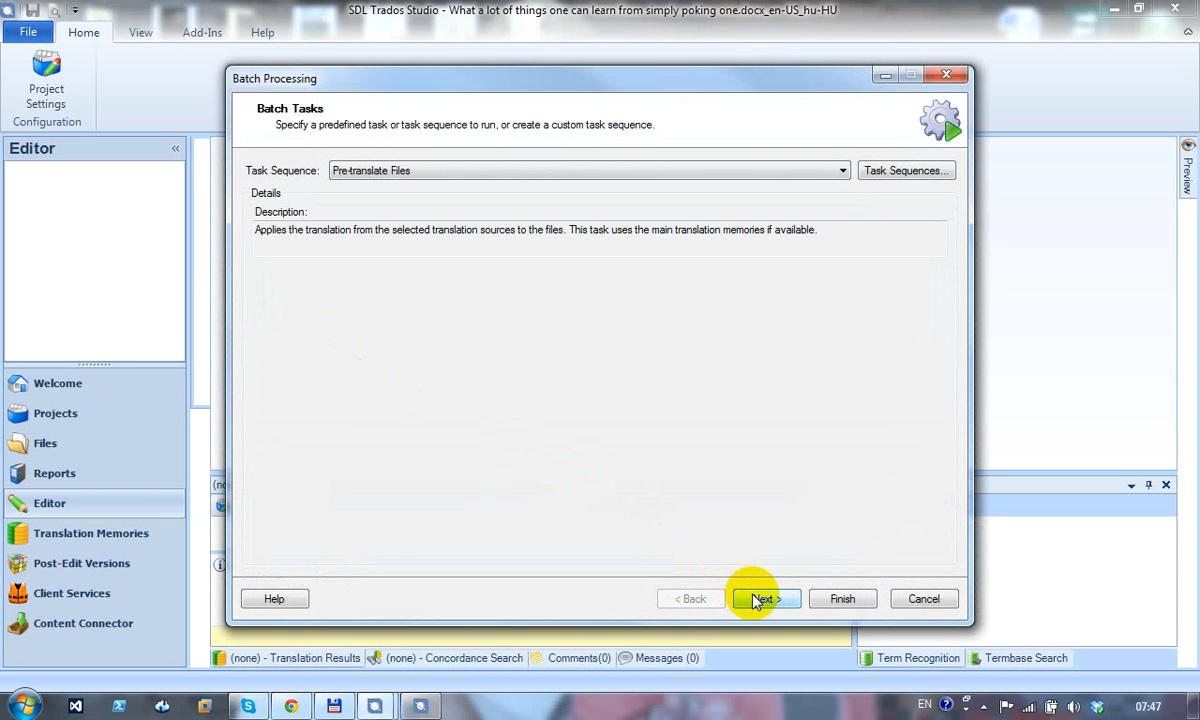 SDL Trados Studio - What a lot of things one can learn from simply poking one.docx_en-US_hu-HU
File
Home
View
Add-Ins
Help
Project
Settings
Configuration
Editor
«
Batch Processing
Batch Tasks
Specify a predefined task or task sequence to run, or create a custom task sequence.
Task Sequence:
Pre-translate Files
Task Sequences...
Details
Description:
Applies the translation from the selected translation sources to the files. This task uses the main translation memories if available.
Preview
Welcome
Projects
Files
Reports
Editor
Translation Memories
Post-Edit Versions
Client Services
Content Connector
Help
< Back
Next >
Finish
Cancel
(none) - Translation Results
(none) - Concordance Search
Comments(0)
Messages (0)
Term Recognition
Termbase Search
EN
07:47